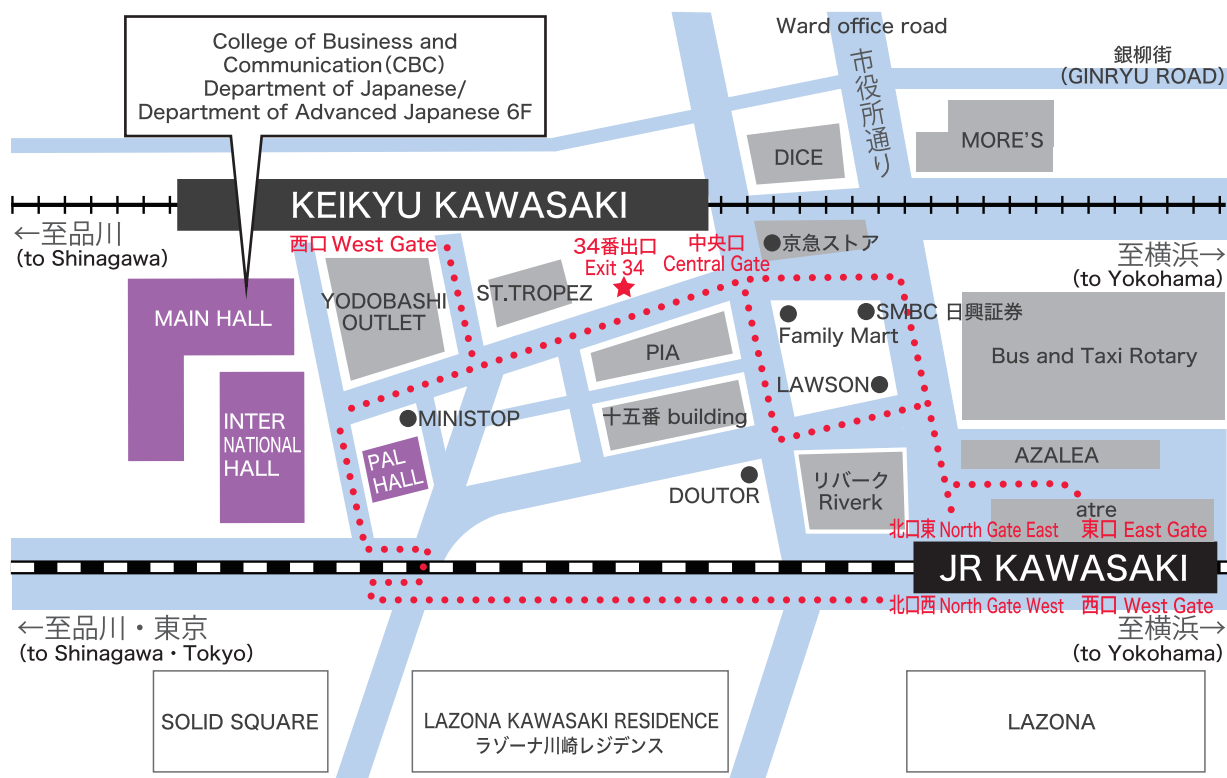 College of Business and
Communication(CBC)
Department of Japanese/
Department of Advanced Japanese 6F
Ward office road
市役所通り
銀柳街
(GINRYU ROAD)
DICE
MORE'S
KEIKYU KAWASAKI
←至品川
(to Shinagawa)
西口 West Gate
34番出口
Exit 34
中央口
Central Gate
京急ストア
至横浜→
(to Yokohama)
MAIN HALL
YODOBASHI
OUTLET
ST.TROPEZ
SMBC 日興証券
Family Mart
PIA
Bus and Taxi Rotary
LAWSON
INTER
NATIONAL
HALL
MINISTOP
十五番 building
PAL
HALL
AZALEA
DOUTOR
リバーク
Riverk
atre
北口東 North Gate East
東口 East Gate
JR KAWASAKI
北口西 North Gate West
西口 West Gate
←至品川・東京
(to Shinagawa・Tokyo)
至横浜→
(to Yokohama)
SOLID SQUARE
LAZONA KAWASAKI RESIDENCE
ラゾーナ川崎レジデンス
LAZONA